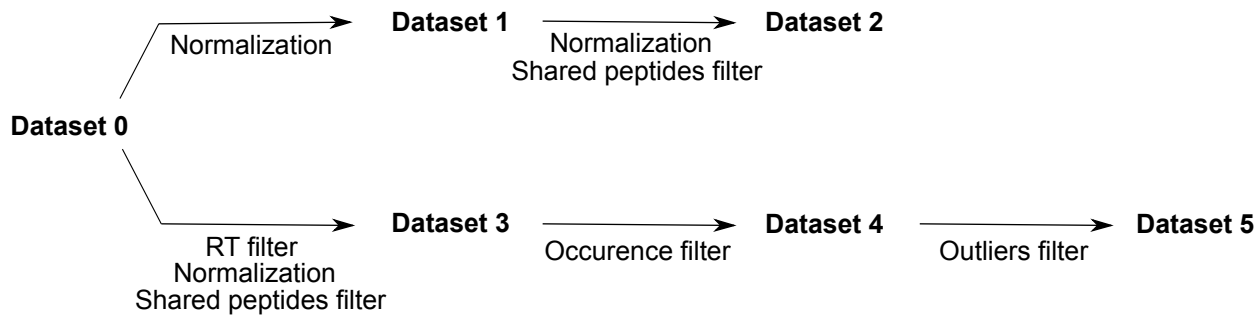 Dataset 1
Dataset 2
Normalization
Normalization
Shared peptides filter
Dataset 0
Dataset 3
Dataset 4
Dataset 5
RT filter
Normalization
Shared peptides filter
Occurence filter
Outliers filter